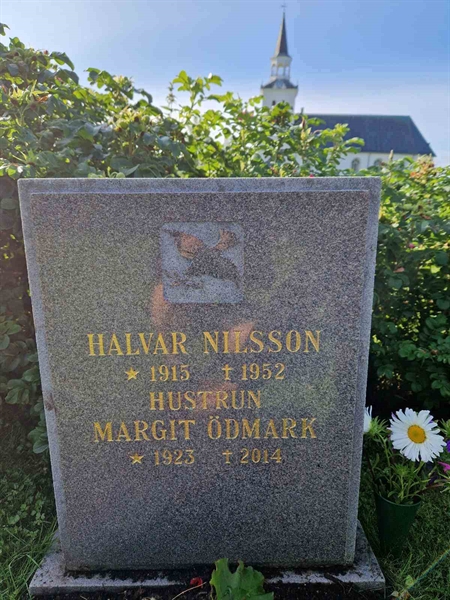 HALVAR NILSSON
★ 1915 † 1952
HUSTRUN
MARGIT ÖDMARK
★ 1923 † 2014